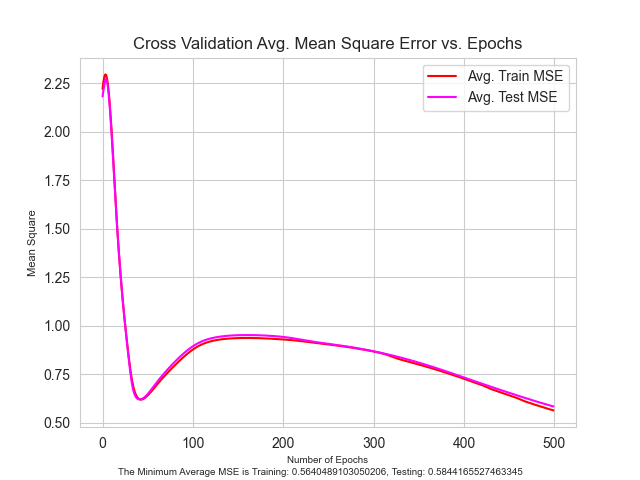 Cross Validation Avg. Mean Square Error vs. Epochs
Avg. Train MSE
Avg. Test MSE
Mean Square
2.25
2.00
1.75
1.50
1.25
1.00
0.75
0.50
0 100 200 300 400 500
Number of Epochs
The Minimum Average MSE is Training: 0.5640489103050206, Testing: 0.5844165527463345